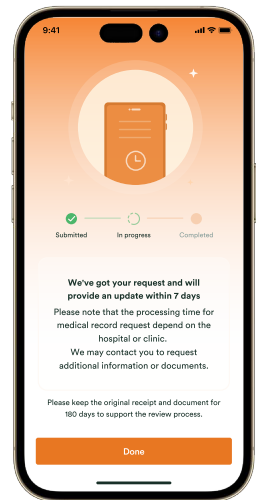 9:41
Submitted
In progress
Completed
We've got your request and will
provide an update within 7 days
Please note that the processing time for
medical record request depend on the
hospital or clinic.
We may contact you to request
additional information or documents.
Please keep the original receipt and document for
180 days to support the review process.
Done